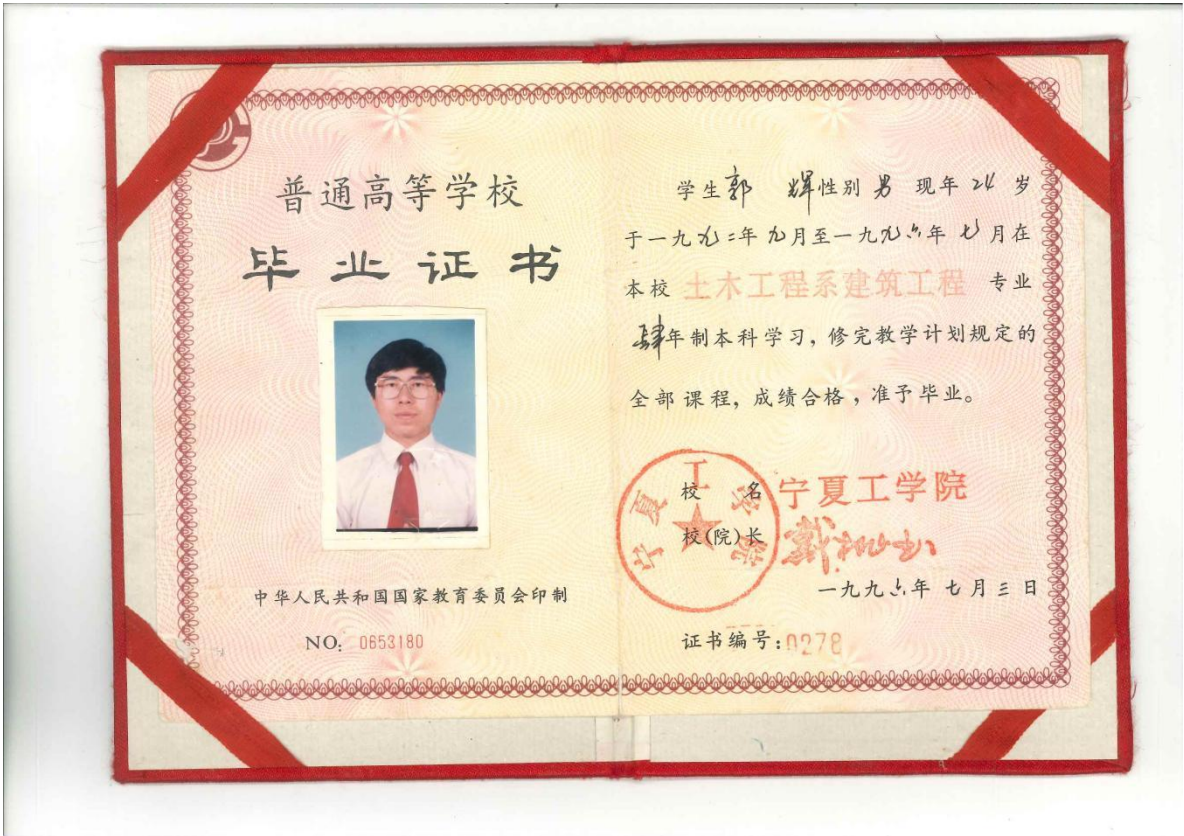 普通高等学校
毕业证书
中华人民共和国国家教育委员会印制
NO: 0653180
学生郭 辉性别 男 现年 24 岁
于一九九二年九月至一九九六年七月在
本校 土木工程系建筑工程 专业
肆年制本科学习，修完教学计划规定的
全部课程，成绩合格，准予毕业。
校 名 宁夏工学院
校(院)长
宁夏工学院
一九九六年七月三日
证书编号:0278